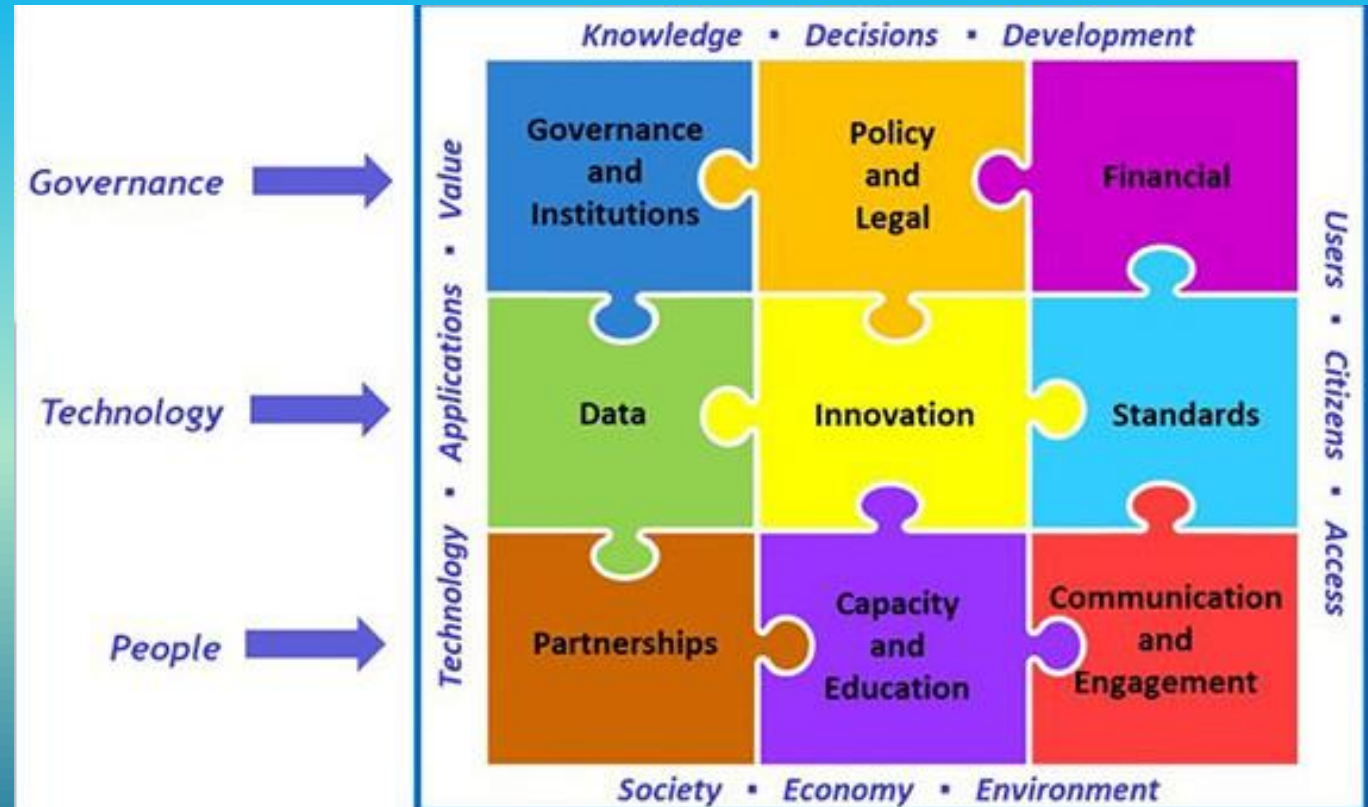 Knowledge ▪ Decisions ▪ Development
Governance
Technology ▪ Applications ▪ Value
Governance
and
Institutions
Policy
and
Legal
Financial
Users ▪ Citizens ▪ Access
Technology
Data
Innovation
Standards
People
Partnerships
Capacity
and
Education
Communication
and
Engagement
Society ▪ Economy ▪ Environment